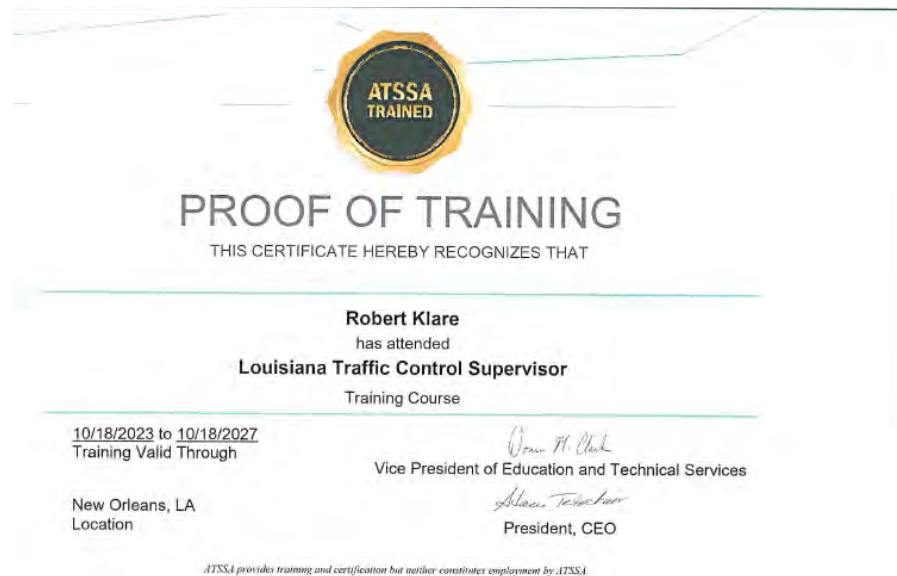 ATSSA
TRAINED
PROOF OF TRAINING
THIS CERTIFICATE HEREBY RECOGNIZES THAT
Robert Klare
has attended
Louisiana Traffic Control Supervisor
Training Course
10/18/2023 to 10/18/2027
Training Valid Through
Vice President of Education and Technical Services
New Orleans, LA
Location
President, CEO
ATSSA provides training and certification but neither constitutes employment by ATSSA.